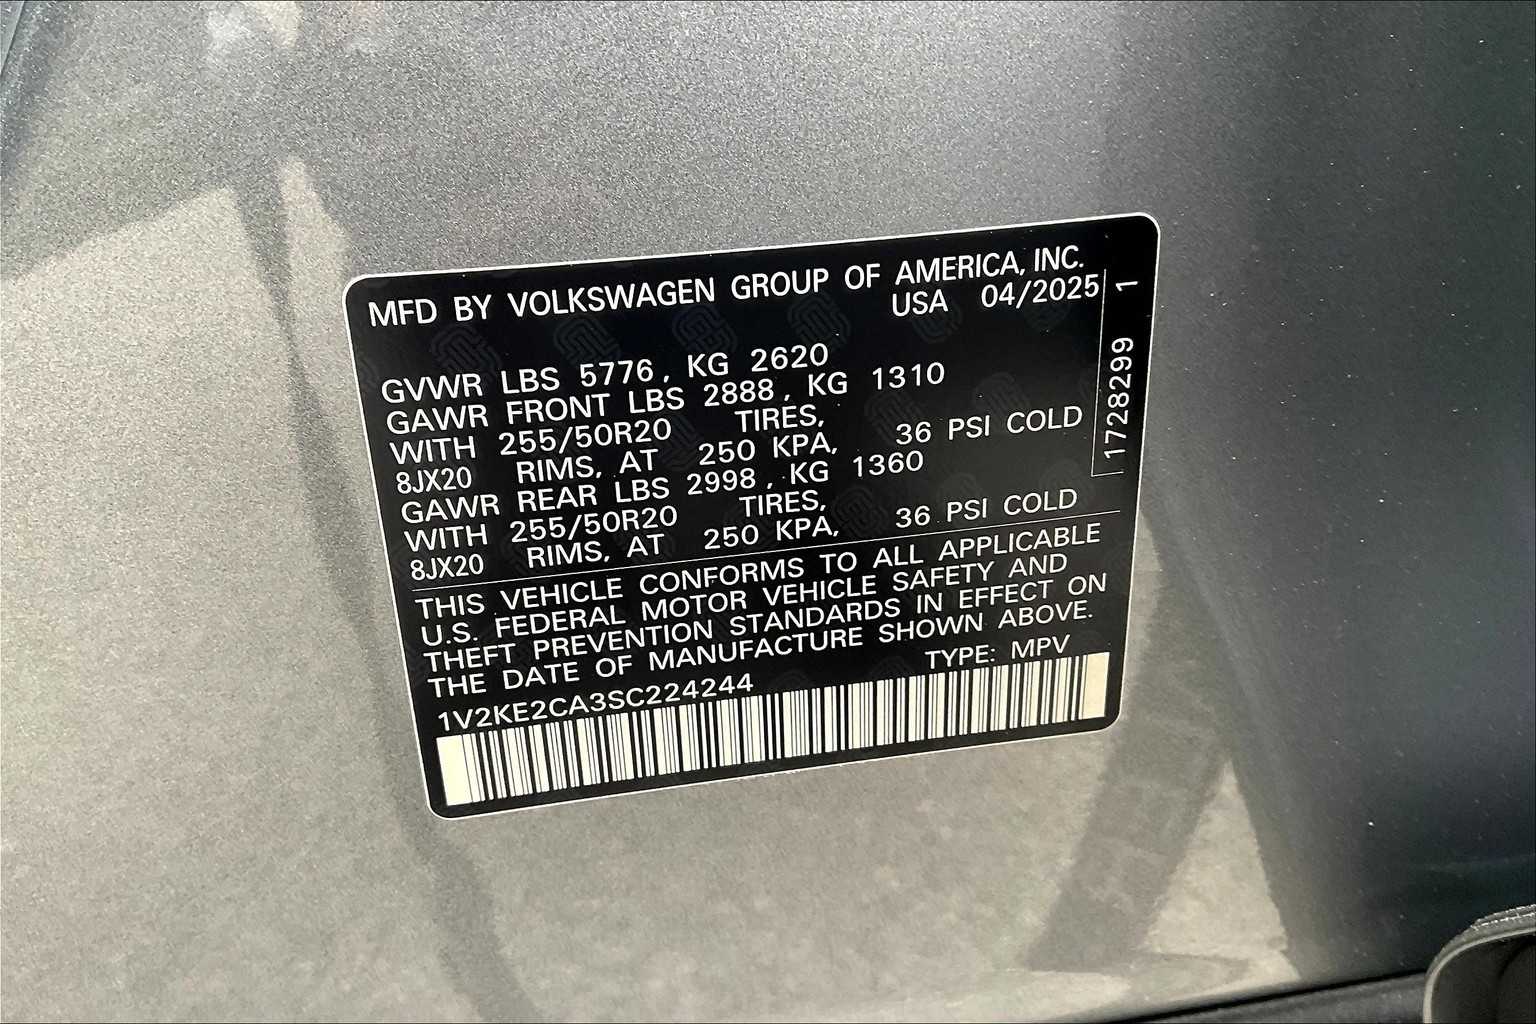 MFD BY VOLKSWAGEN GROUP OF AMERICA, INC.
USA 04/2025
GVWR LBS 5776, KG 2620
GAWR FRONT LBS 2888, KG 1310
WITH 255/50R20 TIRES,
8JX20 RIMS, AT 250 KPA, 36 PSI COLD
GAWR REAR LBS 2998, KG 1360
WITH 255/50R20 TIRES,
8JX20 RIMS, AT 250 KPA, 36 PSI COLD
THIS VEHICLE CONFORMS TO ALL APPLICABLE
U.S. FEDERAL MOTOR VEHICLE SAFETY AND
THEFT PREVENTION STANDARDS IN EFFECT ON
THE DATE OF MANUFACTURE SHOWN ABOVE.
TYPE: MPV
1V2KE2CA3SC224244
1728299 1